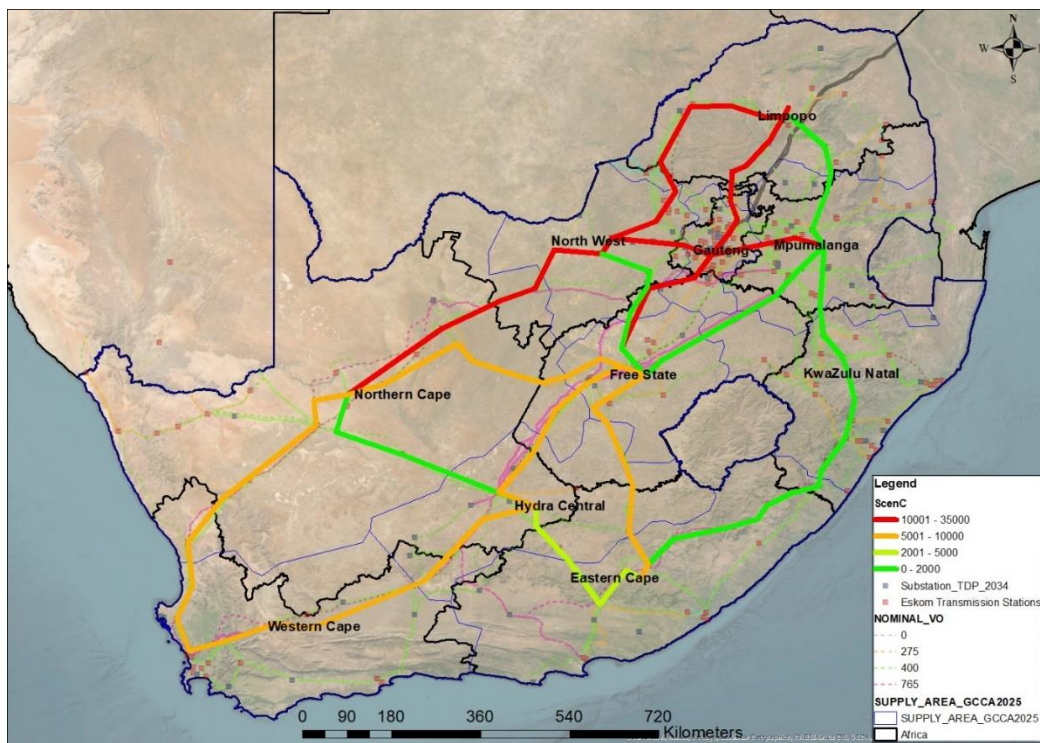 N
W
S
Limpopo
North West
Gauteng
Mpumalanga
Free State
KwaZulu Natal
Northern Cape
Hydra Central
Eastern Cape
Western Cape
Legend
ScenC
10001 - 35000
5001 - 10000
2001 - 5000
0 - 2000
Substation_TDP_2034
Eskom Transmission Stations
NOMINAL_VO
0
275
400
765
SUPPLY_AREA_GCCA2025
SUPPLY_AREA_GCCA2025
Africa
0 90 180 360 540 720
Kilometers